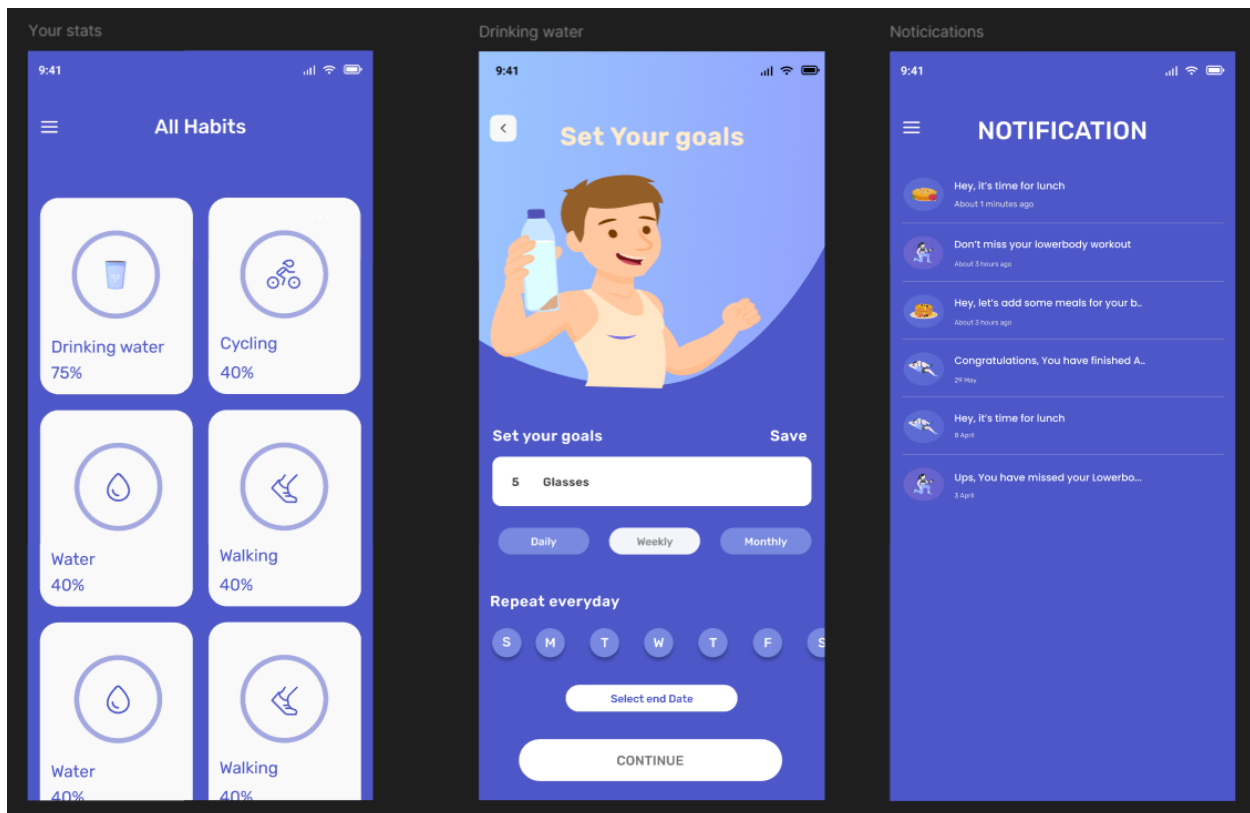 Your stats
9:41
All Habits
Drinking water
75%
Cycling
40%
Water
40%
Walking
40%
Water
40%
Walking
40%
Drinking water
9:41
Set Your goals
Set your goals
Save
5 Glasses
Daily
Weekly
Monthly
Repeat everyday
S M T W T F S
Select end Date
CONTINUE
Noticications
9:41
NOTIFICATION
Hey, it's time for lunch
About 1 minutes ago
Don't miss your lowerbody workout
About 3 hours ago
Hey, let's add some meals for your b..
About 3 hours ago
Congratulations, You have finished A..
29 May
Hey, it's time for lunch
8 April
Ups, You have missed your Lowerbo...
3 April